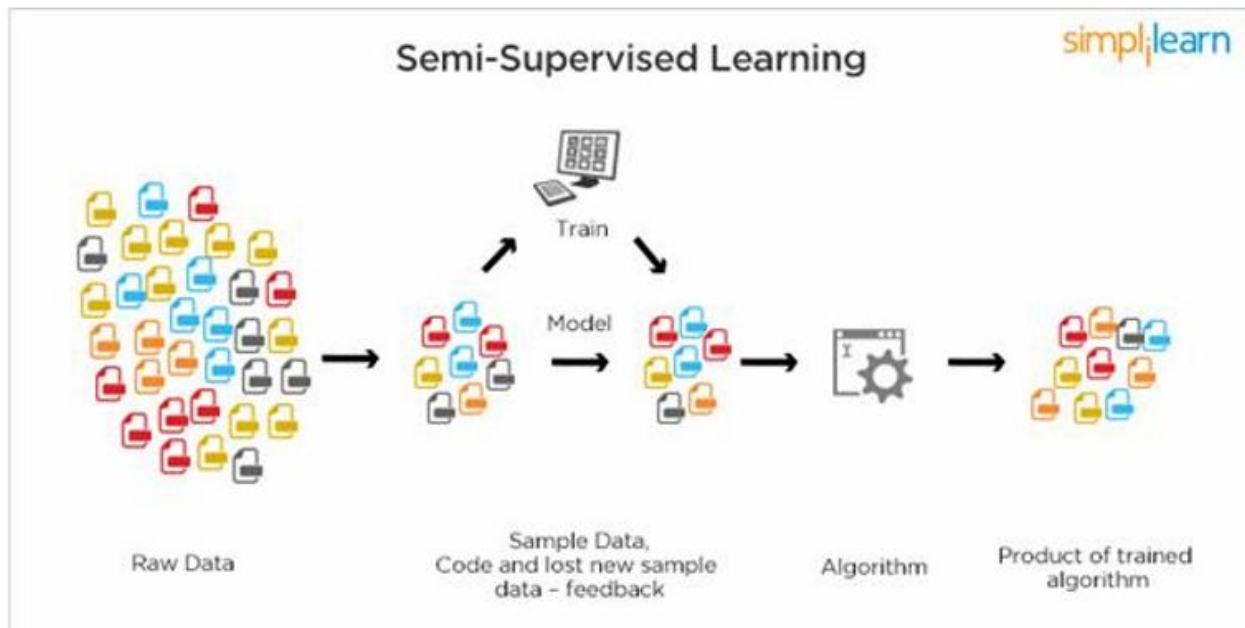 simplilearn
Semi-Supervised Learning
Train
Model
Raw Data
Sample Data,
Code and lost new sample
data – feedback
Algorithm
Product of trained
algorithm